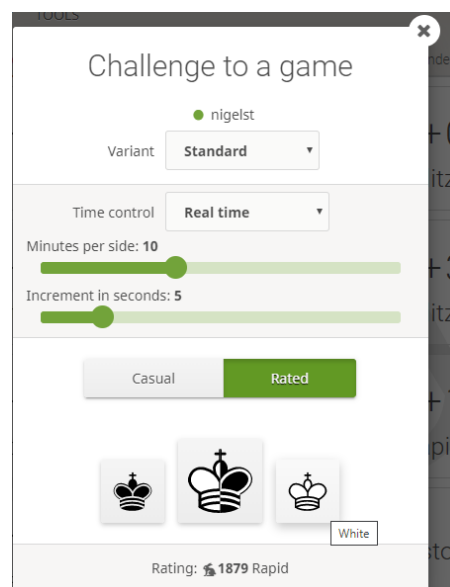 TOOLS
Challenge to a game
nigelst
Variant Standard
Time control Real time
Minutes per side: 10
Increment in seconds: 5
Casual Rated
White
Rating: 1879 Rapid